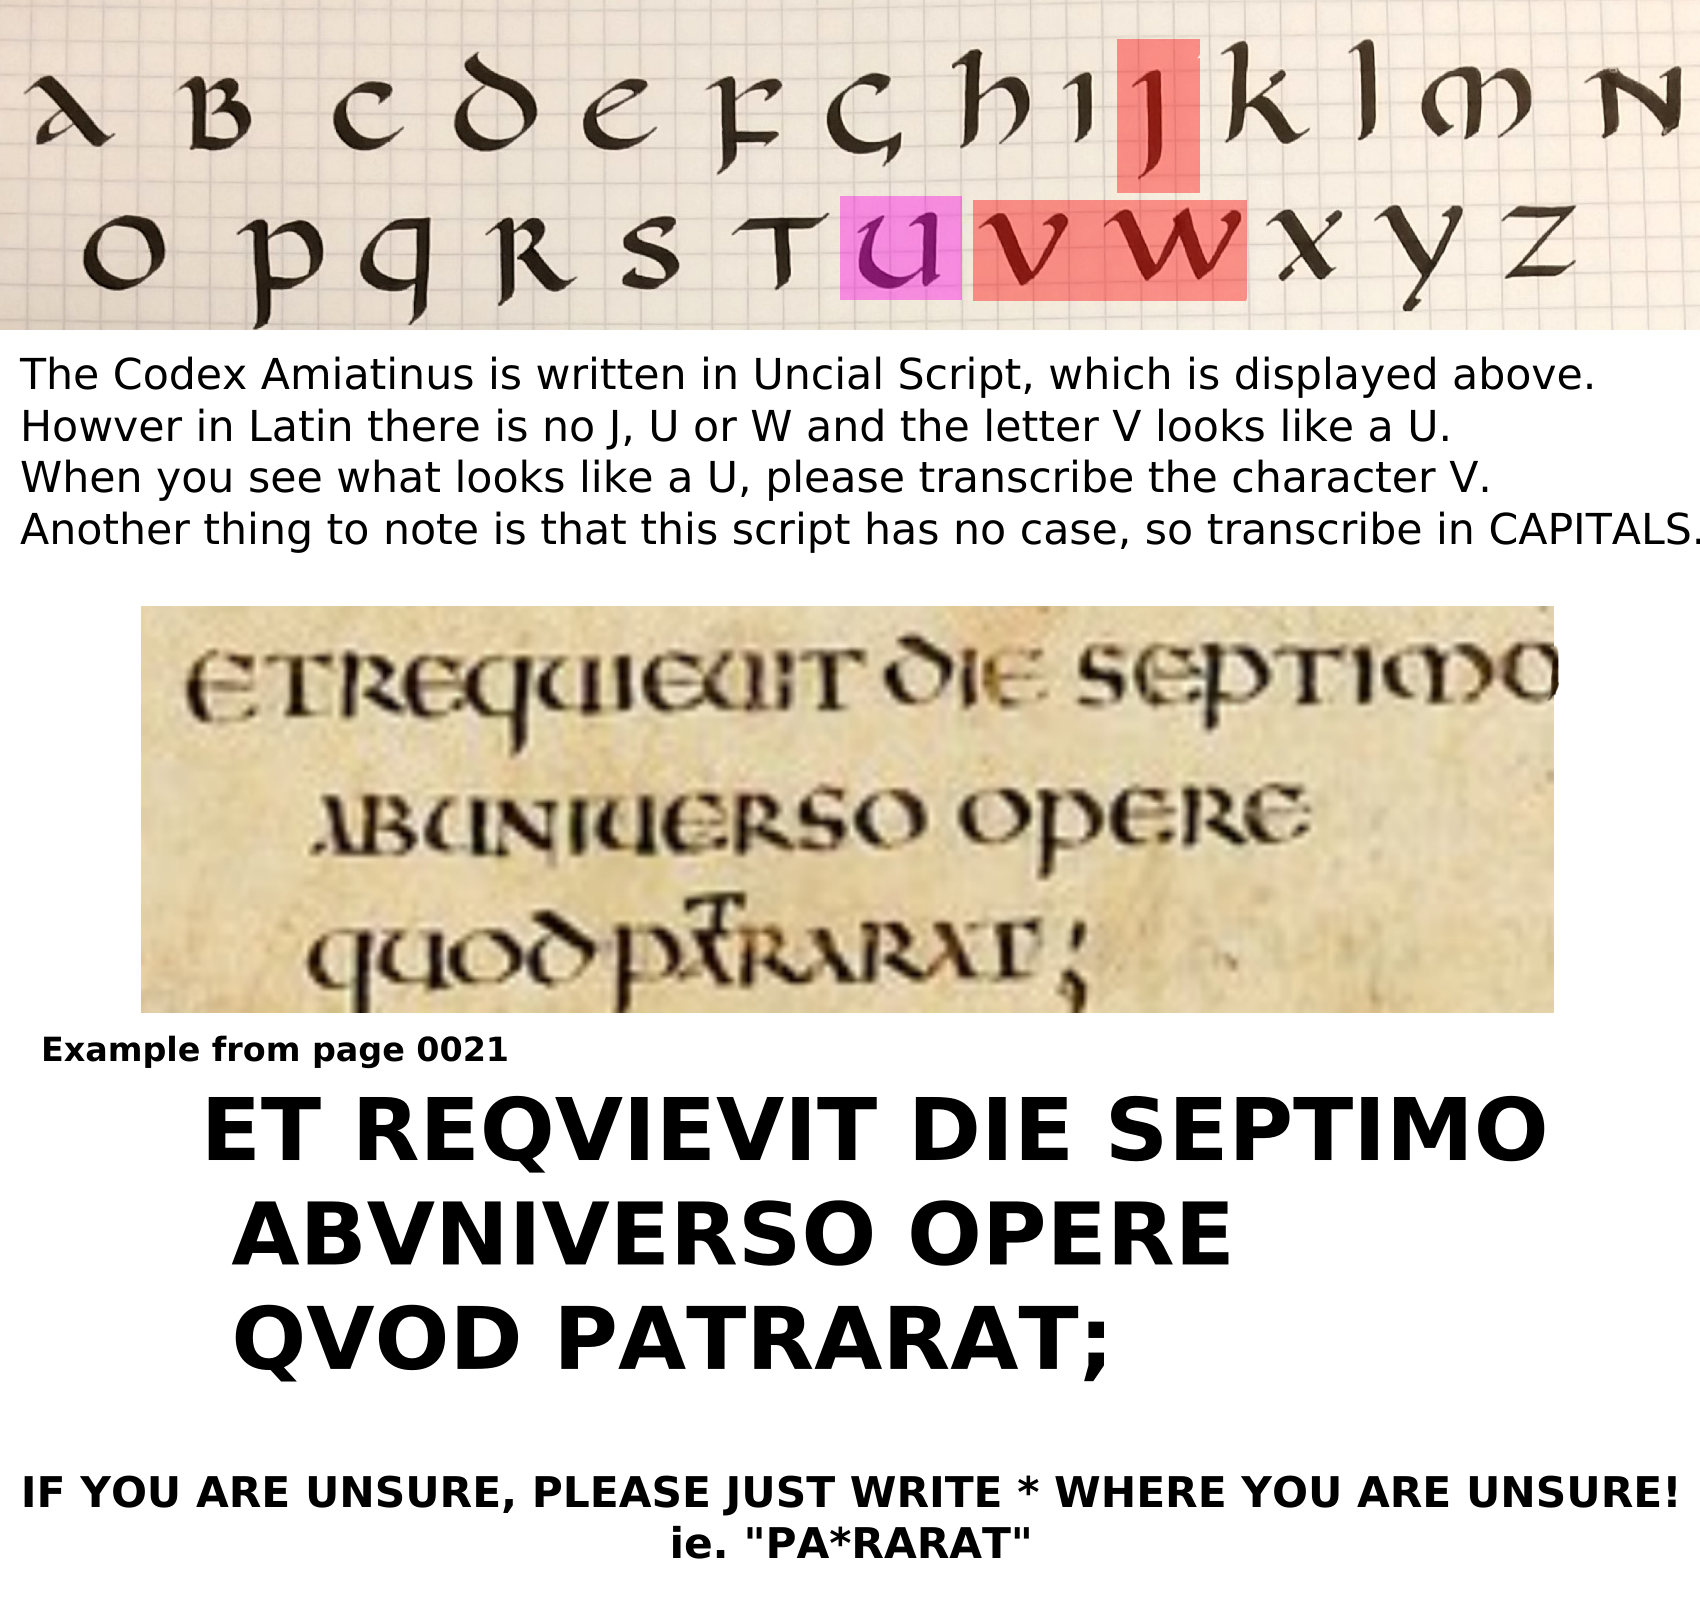 A B C D E F G H I J K L M N
O P Q R S T U V W X Y Z
The Codex Amiatinus is written in Uncial Script, which is displayed above.
Howver in Latin there is no J, U or W and the letter V looks like a U.
When you see what looks like a U, please transcribe the character V.
Another thing to note is that this script has no case, so transcribe in CAPITALS.
ETREQUIEUIT DIE SEPTIMO
ABUNIUERSO OPERE
QUODPATRARAT;
Example from page 0021
ET REQVIEVIT DIE SEPTIMO
ABVNIVERSO OPERE
QVOD PATRARAT;
IF YOU ARE UNSURE, PLEASE JUST WRITE * WHERE YOU ARE UNSURE!
ie. "PA*RARAT"